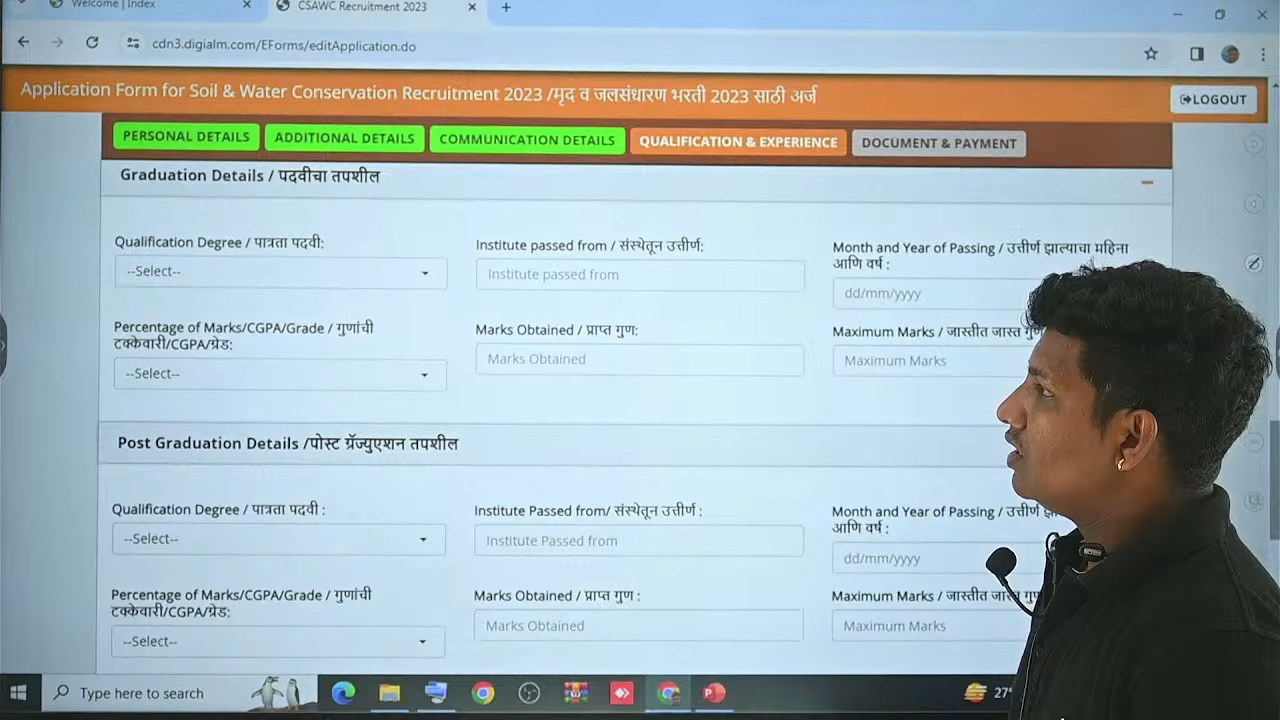 Welcome | Index
CSAWC Recruitment 2023
cdn3.digialm.com/EForms/editApplication.do
Application Form for Soil & Water Conservation Recruitment 2023 /मृद व जलसंधारण भरती 2023 साठी अर्ज
LOGOUT
PERSONAL DETAILS
ADDITIONAL DETAILS
COMMUNICATION DETAILS
QUALIFICATION & EXPERIENCE
DOCUMENT & PAYMENT
Graduation Details / पदवीचा तपशील
Qualification Degree / पात्रता पदवी:
Institute passed from / संस्थेतून उत्तीर्ण:
Month and Year of Passing / उत्तीर्ण झाल्याचा महिना
आणि वर्ष :
--Select--
Institute passed from
dd/mm/yyyy
Percentage of Marks/CGPA/Grade / गुणांची
टक्केवारी/CGPA/ग्रेड:
Marks Obtained / प्राप्त गुण:
Maximum Marks / जास्तीत जास्त
--Select--
Marks Obtained
Maximum Marks
Post Graduation Details /पोस्ट ग्रॅज्युएशन तपशील
Qualification Degree / पात्रता पदवी :
Institute Passed from/ संस्थेतून उत्तीर्ण :
Month and Year of Passing / उत्तीर्ण
आणि वर्ष :
--Select--
Institute Passed from
dd/mm/yyyy
Percentage of Marks/CGPA/Grade / गुणांची
टक्केवारी/CGPA/ग्रेड:
Marks Obtained / प्राप्त गुण :
Maximum Marks / जास्तीत
--Select--
Marks Obtained
Maximum Marks
Type here to search
27°